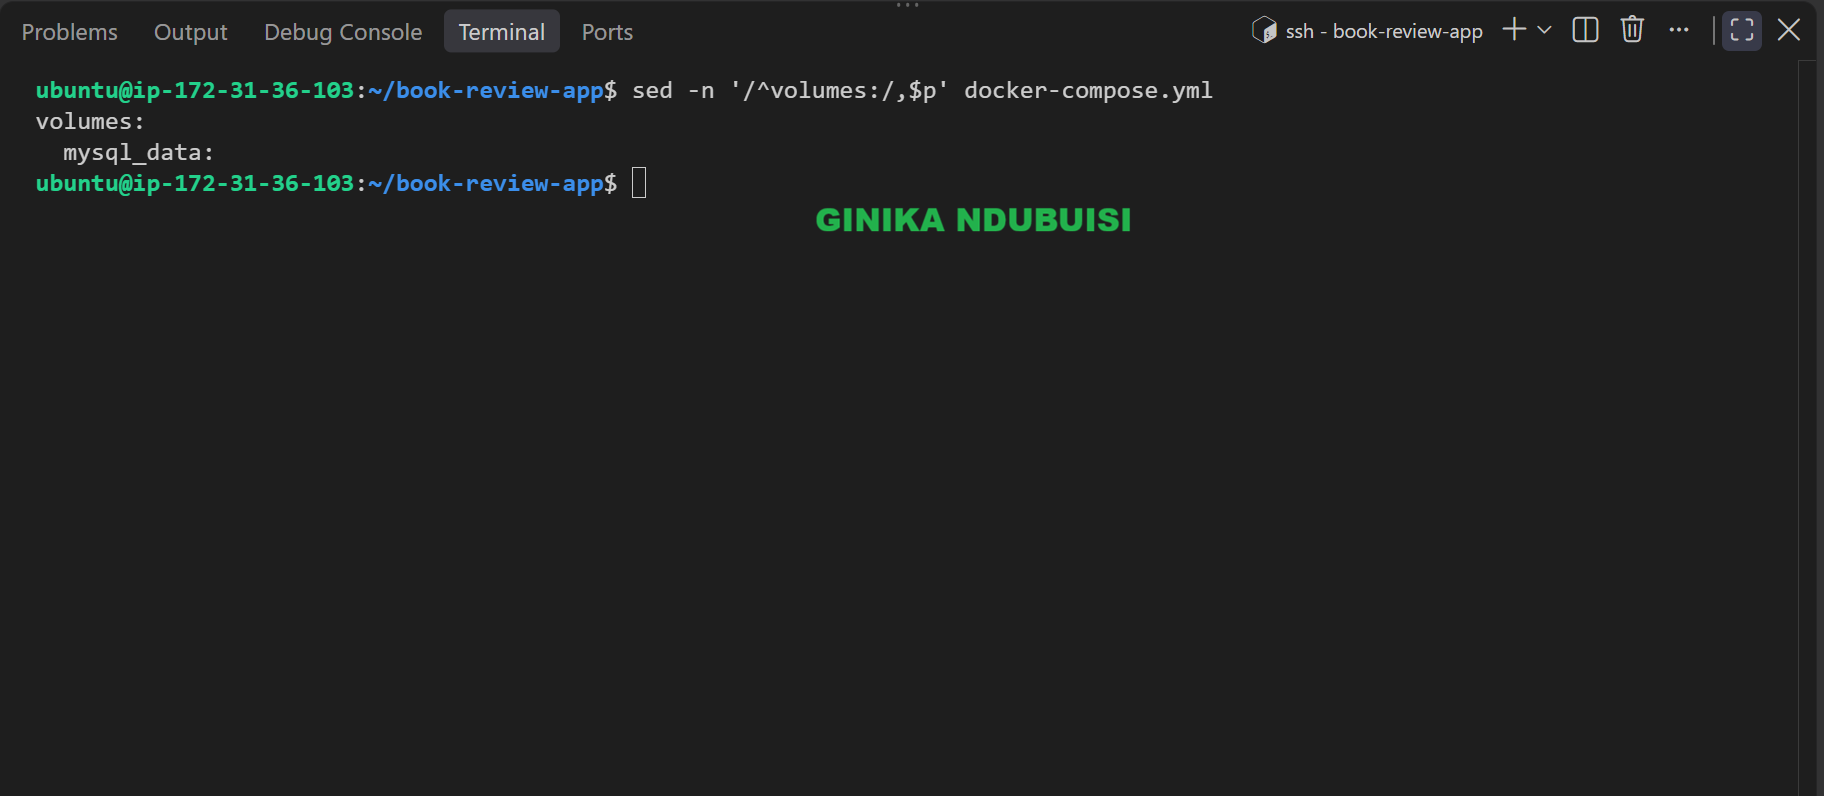 Problems Output Debug Console Terminal Ports ssh - book-review-app
ubuntu@ip-172-31-36-103:~/book-review-app$ sed -n '/^volumes:/,$p' docker-compose.yml
volumes:
  mysql_data:
ubuntu@ip-172-31-36-103:~/book-review-app$
GINIKA NDUBUISI